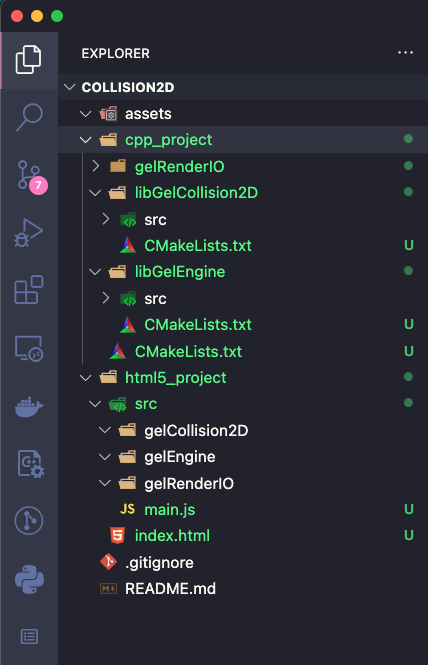 EXPLORER ...
COLLISION2D
assets
cpp_project
gelRenderIO
libGelCollision2D
src
CMakeLists.txt U
libGelEngine
src
CMakeLists.txt U
CMakeLists.txt U
html5_project
src
gelCollision2D
gelEngine
gelRenderIO
JS main.js U
index.html U
.gitignore
README.md
7